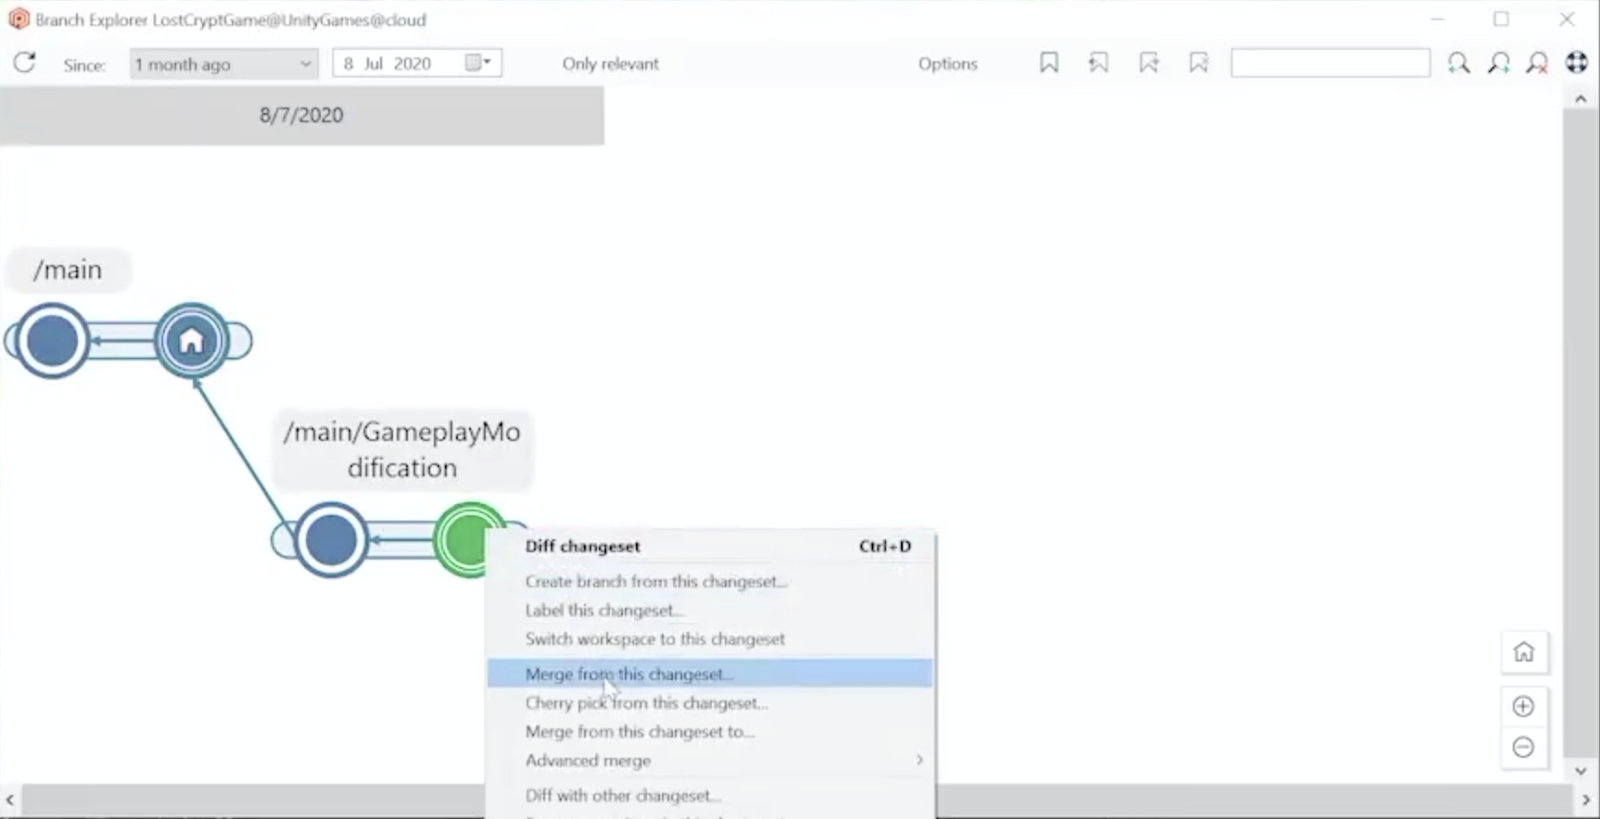 Branch Explorer LostCryptGame@UnityGames@cloud
Since: 1 month ago 8 Jul 2020 Only relevant Options
8/7/2020
/main
/main/GameplayMo
dification
Diff changeset Ctrl+D
Create branch from this changeset...
Label this changeset...
Switch workspace to this changeset
Merge from this changeset...
Cherry pick from this changeset...
Merge from this changeset to...
Advanced merge
Diff with other changeset...